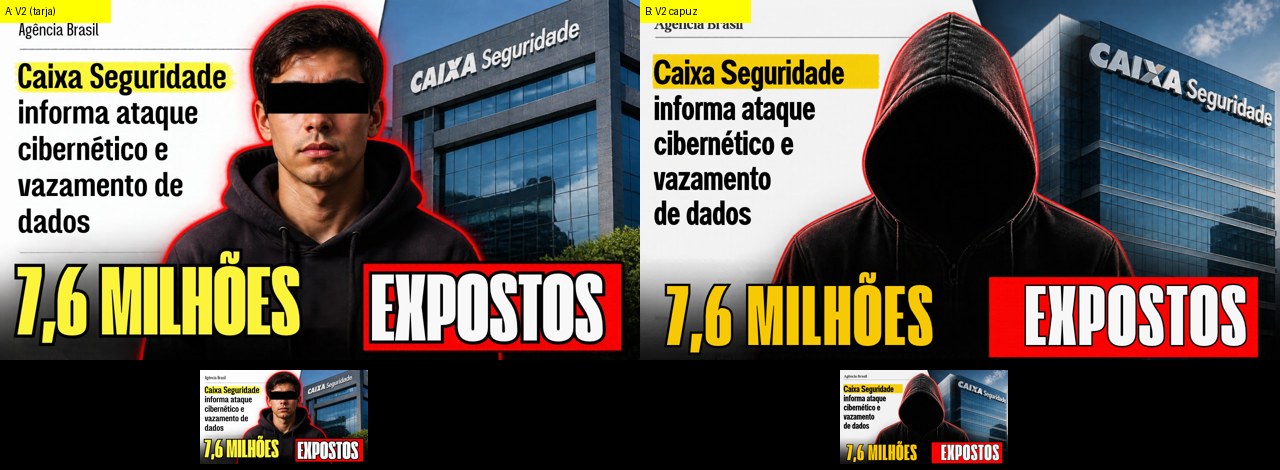 A: V2 (tarja)
Agência Brasil
Caixa Seguridade
informa ataque
cibernético e
vazamento de
dados
CAIXA Seguridade
7,6 MILHÕES
EXPOSTOS
B: V2 capuz
Agência Brasil
Caixa Seguridade
informa ataque
cibernético e
vazamento
de dados
CAIXA Seguridade
7,6 MILHÕES
EXPOSTOS
Agência Brasil
Caixa Seguridade
informa ataque
cibernético e
vazamento de
dados
CAIXA Seguridade
7,6 MILHÕES
EXPOSTOS
Agência Brasil
Caixa Seguridade
informa ataque
cibernético e
vazamento
de dados
CAIXA Seguridade
7,6 MILHÕES
EXPOSTOS